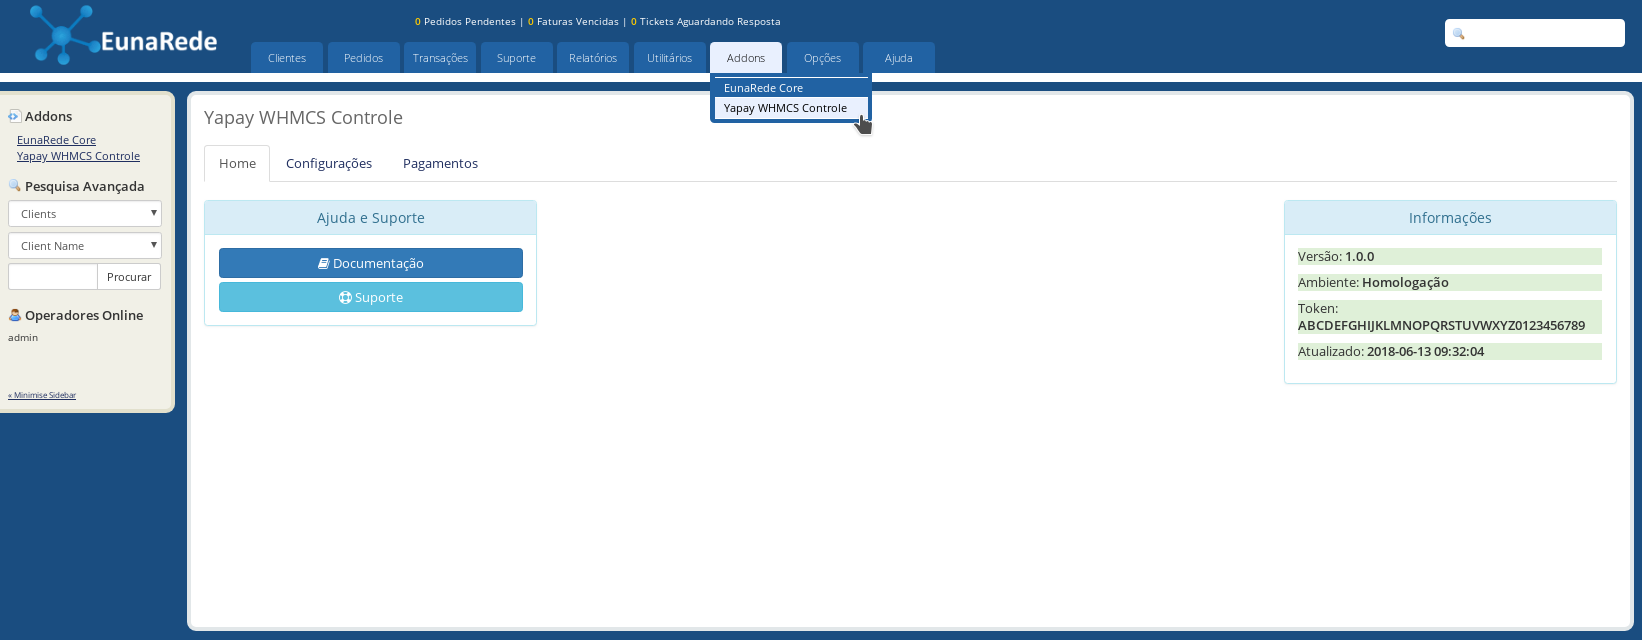 EunaRede
0 Pedidos Pendentes | 0 Faturas Vencidas | 0 Tickets Aguardando Resposta
Clientes Pedidos Transações Suporte Relatórios Utilitários Addons Opções Ajuda
EunaRede Core
Yapay WHMCS Controle
Addons
EunaRede Core
Yapay WHMCS Controle
Pesquisa Avançada
Clients
Client Name
Procurar
Operadores Online
admin
« Minimise Sidebar
Yapay WHMCS Controle
Home Configurações Pagamentos
Ajuda e Suporte
Documentação
Suporte
Informações
Versão: 1.0.0
Ambiente: Homologação
Token:
ABCDEFGHIJKLMNOPQRSTUVWXYZ0123456789
Atualizado: 2018-06-13 09:32:04